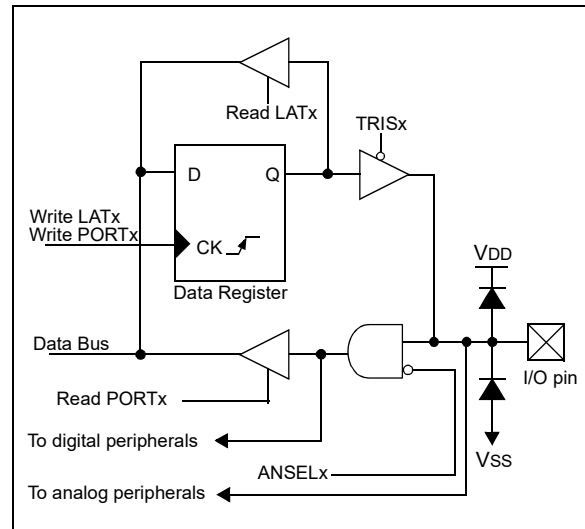 Read LATx
TRISx
D
Q
Write LATx
Write PORTx
CK
Data Register
VDD
Data Bus
I/O pin
Read PORTx
To digital peripherals
ANSELx
VSS
To analog peripherals